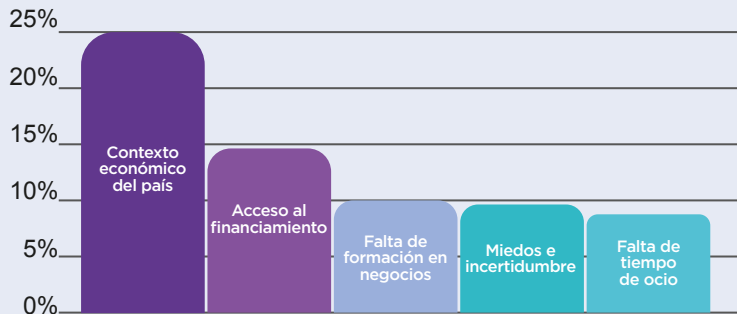 25%
20%
15%
10%
5%
0%
Contexto
económico
del país
Acceso al
financiamiento
Falta de
formación en
negocios
Miedos e
incertidumbre
Falta de
tiempo
de ocio